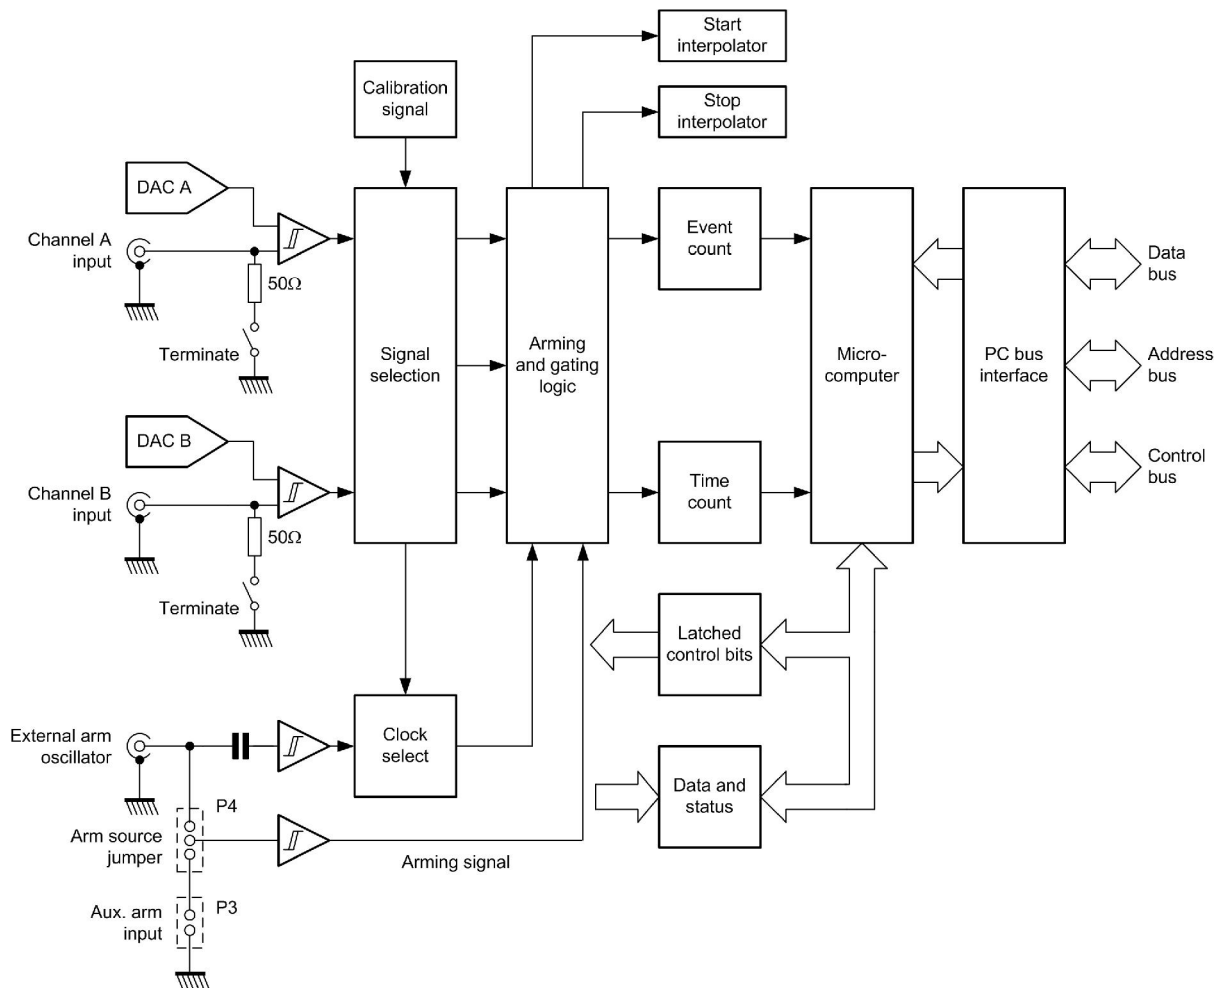 Start
interpolator
Calibration
signal
Stop
interpolator
DAC A
Channel A
input
50Ω
Terminate
Signal
selection
Arming
and gating
logic
Event
count
Micro-
computer
PC bus
interface
Data
bus
Address
bus
Control
bus
DAC B
Channel B
input
50Ω
Terminate
Time
count
Latched
control bits
External arm
oscillator
Clock
select
Data and
status
P4
Arm source
jumper
Arming signal
P3
Aux. arm
input